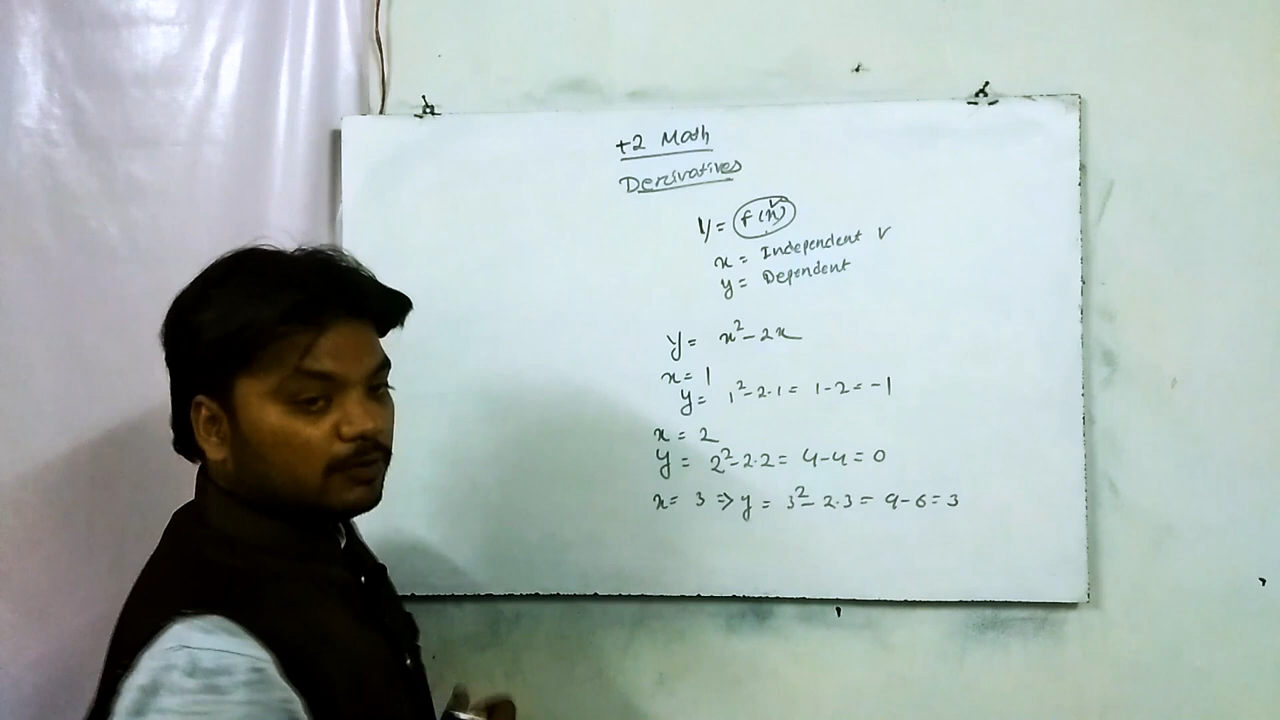 +2 Math
Derivatives
y = f(x)
x = Independent ✓
y = Dependent
y = x² - 2x
x = 1
y = 1² - 2·1 = 1 - 2 = -1
x = 2
y = 2² - 2·2 = 4 - 4 = 0
x = 3 ⇒ y = 3² - 2·3 = 9 - 6 = 3